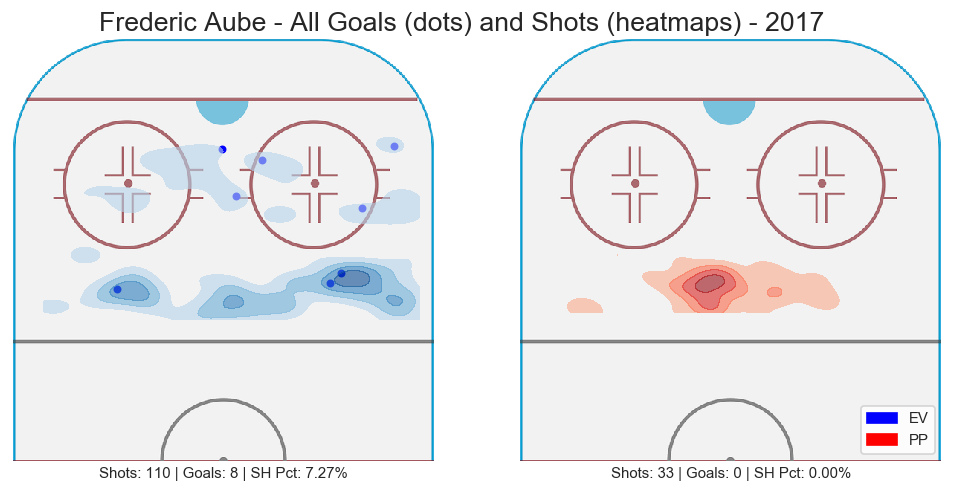 Frederic Aube - All Goals (dots) and Shots (heatmaps) - 2017
EV
PP
Shots: 110 | Goals: 8 | SH Pct: 7.27%
Shots: 33 | Goals: 0 | SH Pct: 0.00%